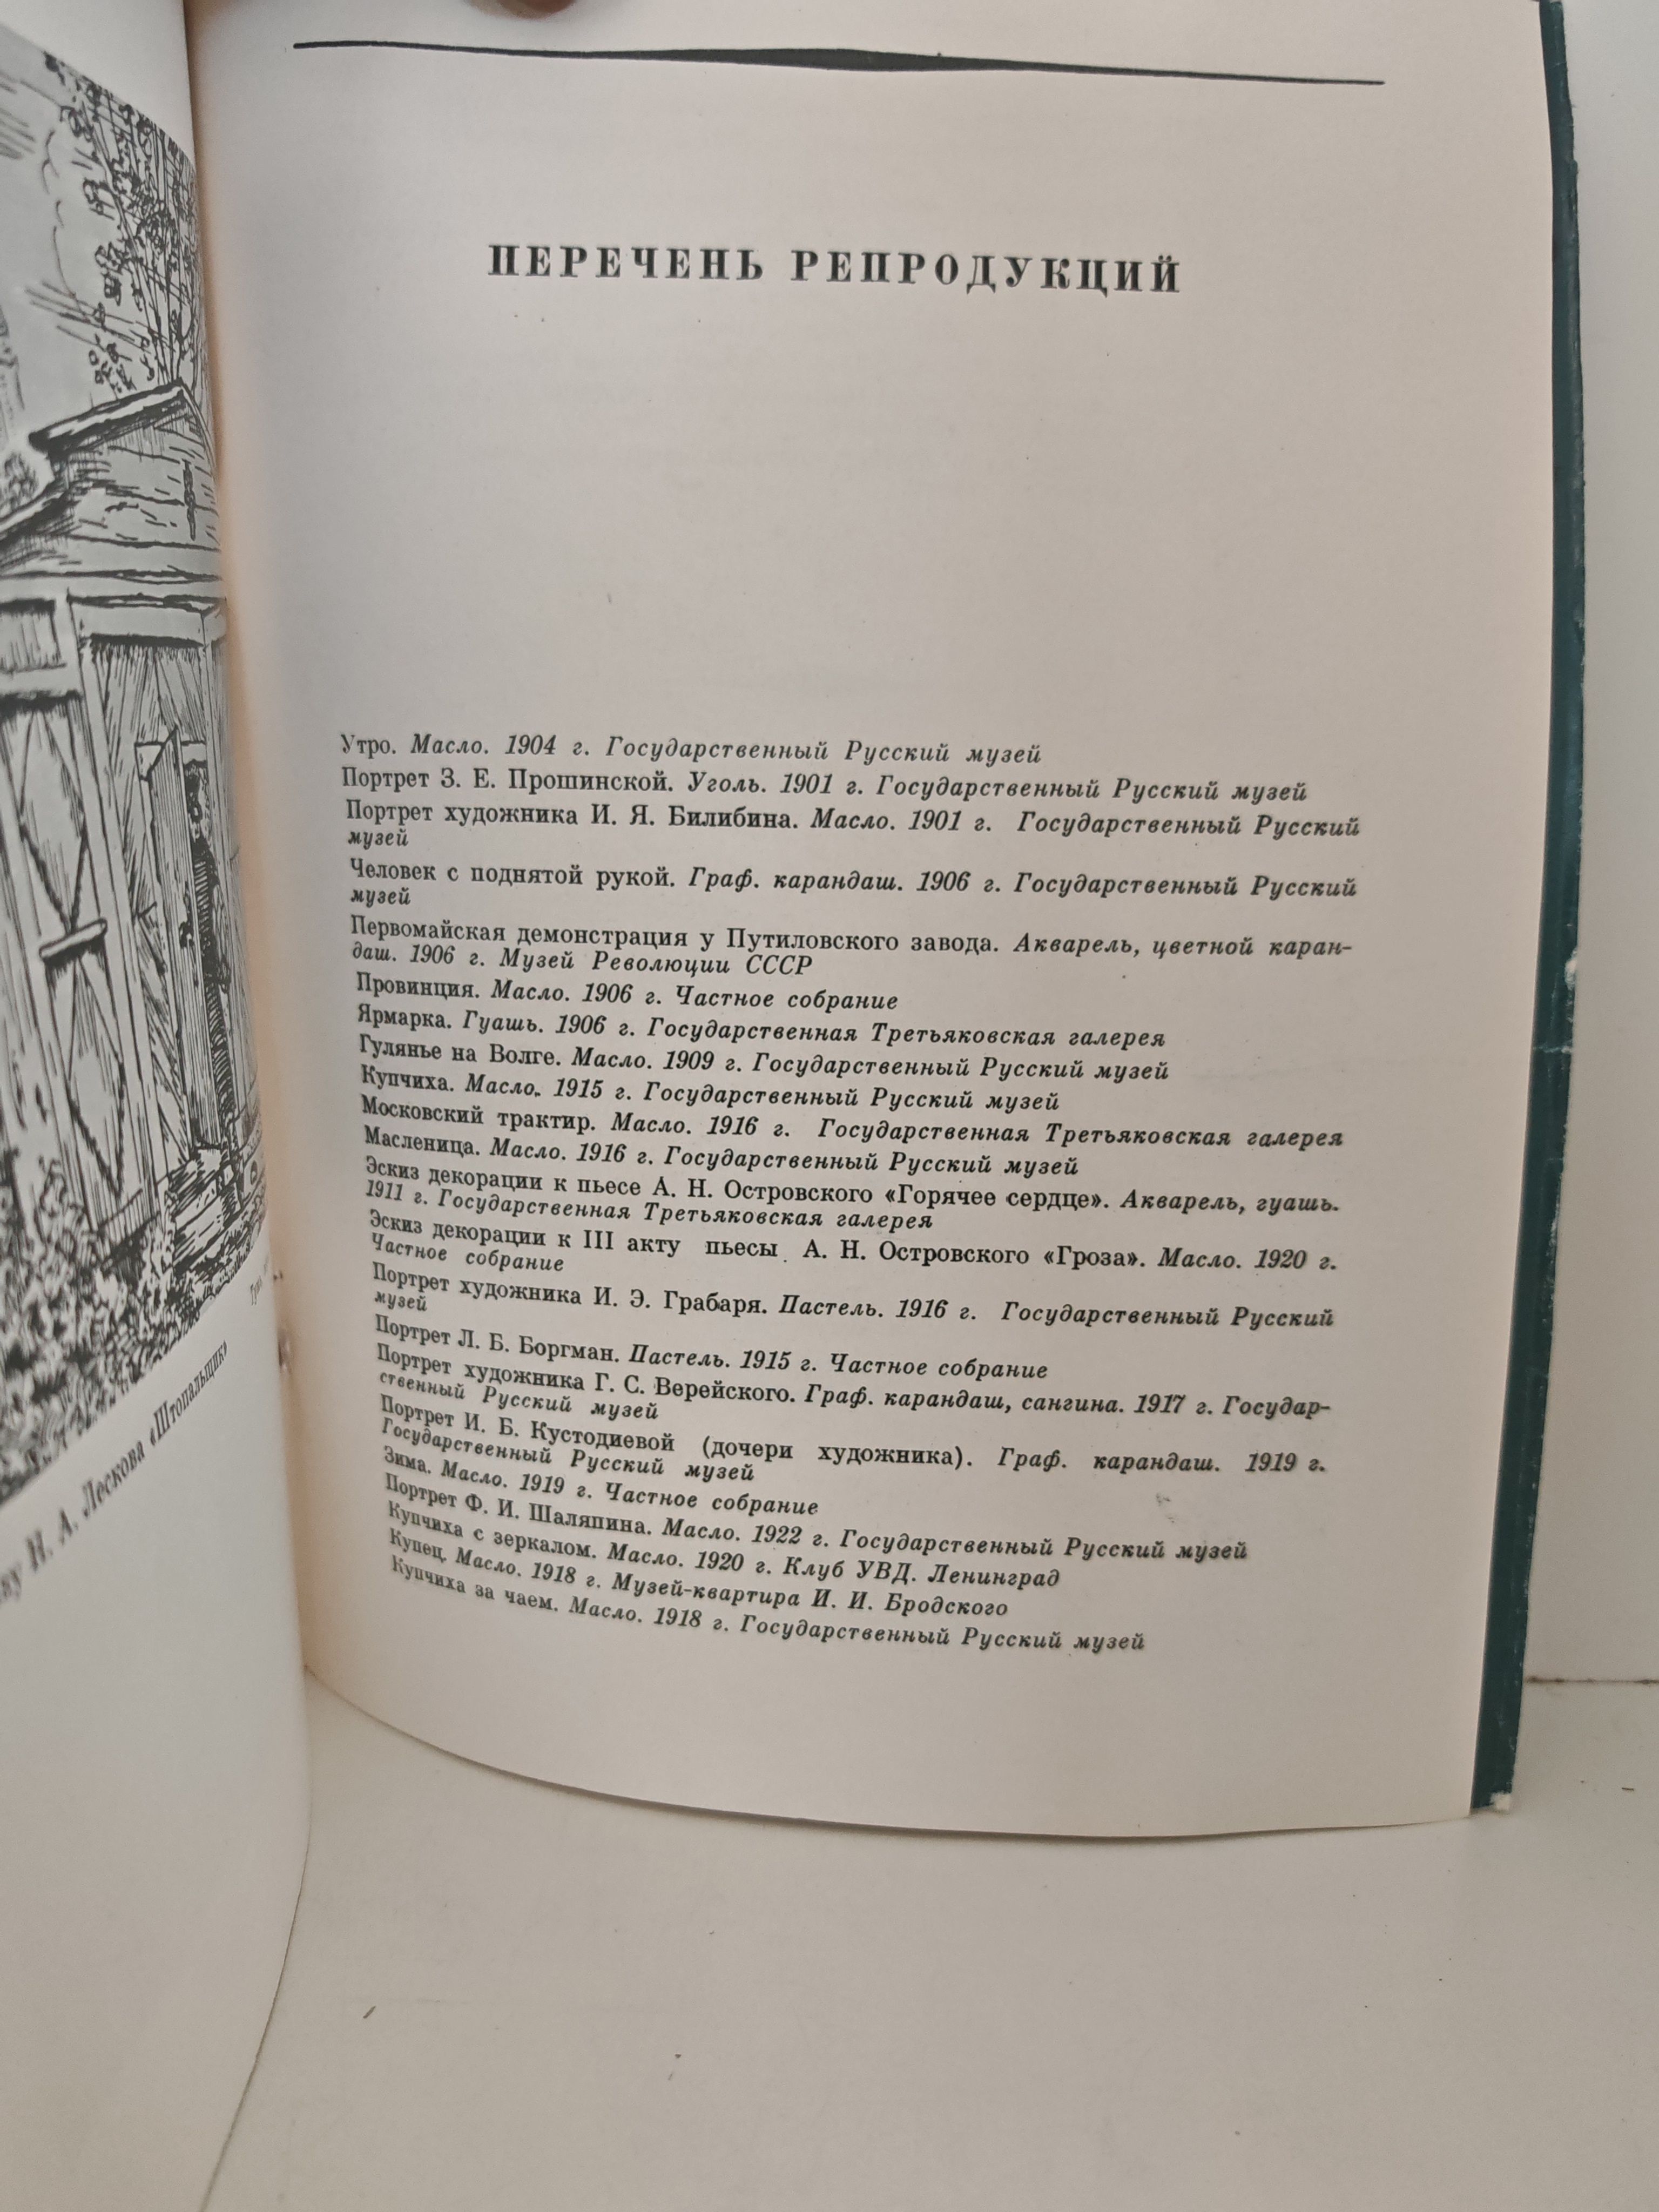 Н. А. Лескова «Штопальщик»
ПЕРЕЧЕНЬ РЕПРОДУКЦИЙ
Утро. Масло. 1904 г. Государственный Русский музей
Портрет З. Е. Прошинской. Уголь. 1901 г. Государственный Русский музей
Портрет художника И. Я. Билибина. Масло. 1901 г. Государственный Русский
музей
Человек с поднятой рукой. Граф. карандаш. 1906 г. Государственный Русский
музей
Первомайская демонстрация у Путиловского завода. Акварель, цветной каран-
даш. 1906 г. Музей Революции СССР
Провинция. Масло. 1906 г. Частное собрание
Ярмарка. Гуашь. 1906 г. Государственная Третьяковская галерея
Гулянье на Волге. Масло. 1909 г. Государственный Русский музей
Купчиха. Масло. 1915 г. Государственный Русский музей
Московский трактир. Масло. 1916 г. Государственная Третьяковская галерея
Масленица. Масло. 1916 г. Государственный Русский музей
Эскиз декорации к пьесе А. Н. Островского «Горячее сердце». Акварель, гуашь.
1911 г. Государственная Третьяковская галерея
Эскиз декорации к III акту пьесы А. Н. Островского «Гроза». Масло. 1920 г.
Частное собрание
Портрет художника И. Э. Грабаря. Пастель. 1916 г. Государственный Русский
музей
Портрет Л. Б. Боргман. Пастель. 1915 г. Частное собрание
Портрет художника Г. С. Верейского. Граф. карандаш, сангина. 1917 г. Государ-
ственный Русский музей
Портрет И. Б. Кустодиевой (дочери художника). Граф. карандаш. 1919 г.
Государственный Русский музей
Зима. Масло. 1919 г. Частное собрание
Портрет Ф. И. Шаляпина. Масло. 1922 г. Государственный Русский музей
Купчиха с зеркалом. Масло. 1920 г. Клуб УВД. Ленинград
Купец. Масло. 1918 г. Музей-квартира И. И. Бродского
Купчиха за чаем. Масло. 1918 г. Государственный Русский музей